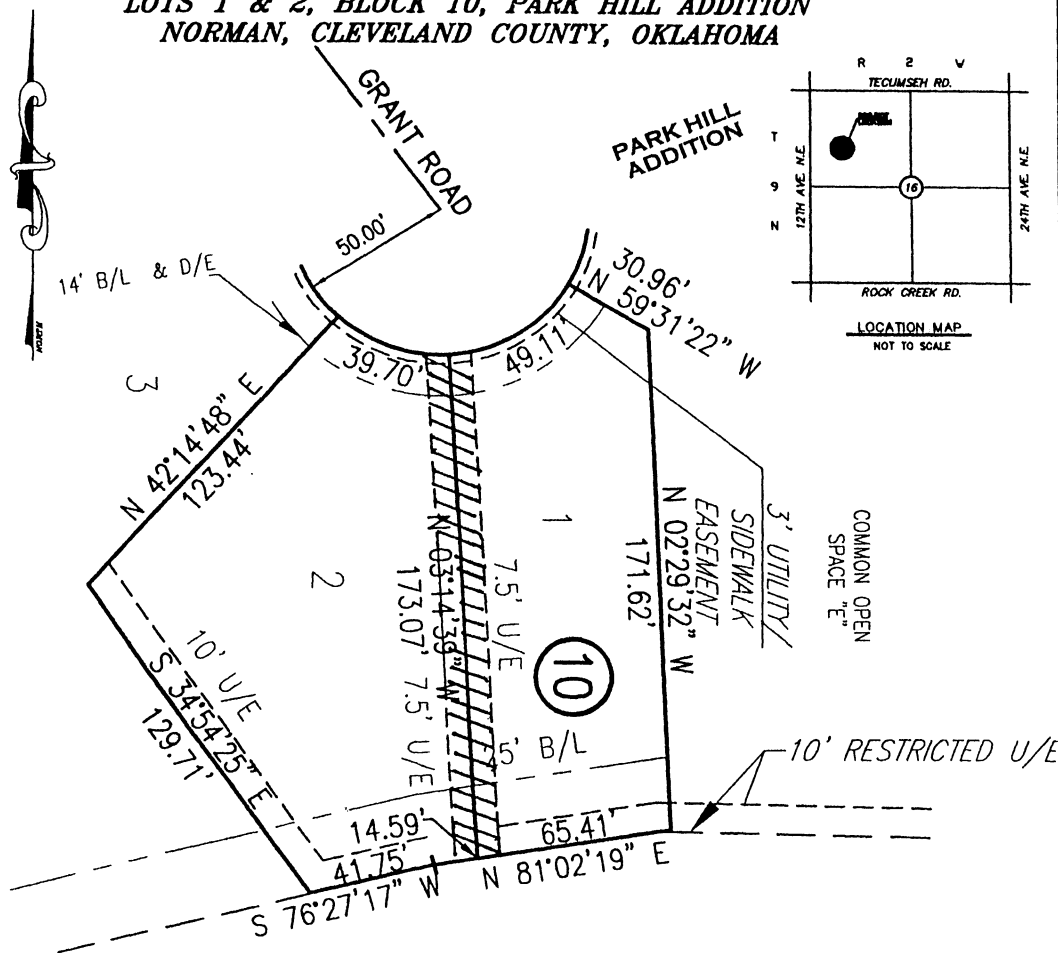 LOTS 1 & 2, BLOCK 10, PARK HILL ADDITION
NORMAN, CLEVELAND COUNTY, OKLAHOMA
NORTH
GRANT ROAD
PARK HILL
ADDITION
R 2 W
TECUMSEH RD.
T
9
N
12TH AVE N.E.
24TH AVE N.E.
16
ROCK CREEK RD.
LOCATION MAP
NOT TO SCALE
50.00'
14' B/L & D/E
30.96'
N 59°31'22" W
39.70'
49.11'
3
N 42°14'48" E
123.44'
2
1
N 03°14'39" W
173.07'
7.5' U/E
7.5' U/E
N 02°29'32" W
171.62'
3' UTILITY/
SIDEWALK
EASEMENT
COMMON OPEN
SPACE "E"
10
10' U/E
S 34°54'25" E
129.71'
B/L
10' RESTRICTED U/E
14.59'
41.75'
65.41'
S 76°27'17" W
N 81°02'19" E